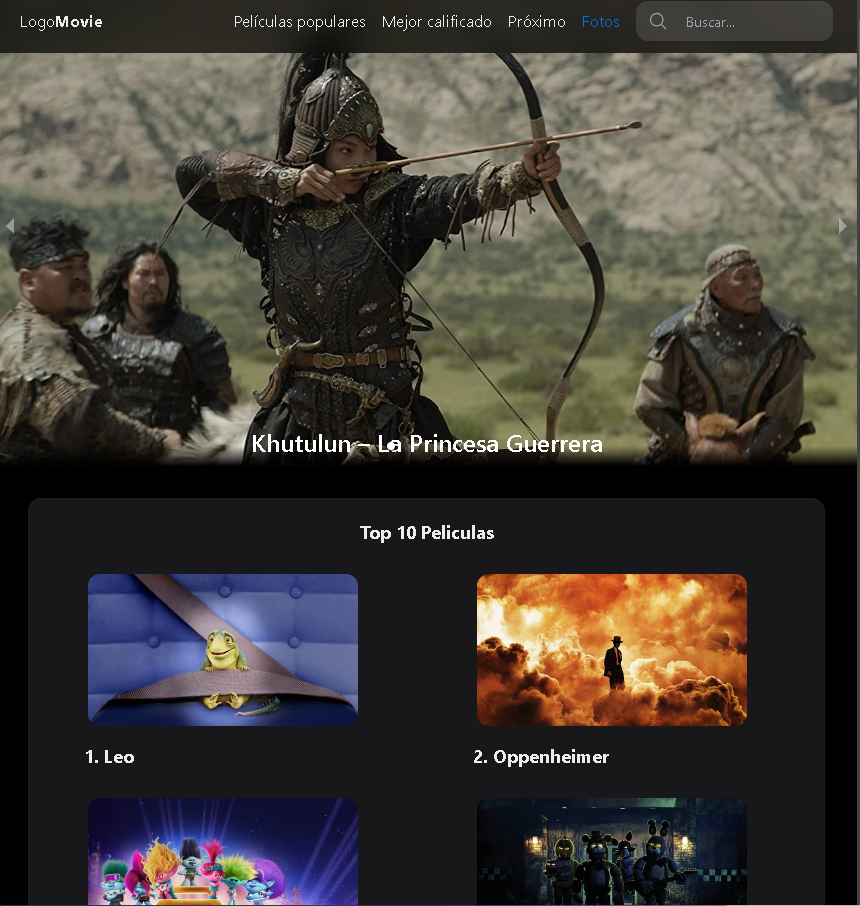 LogoMovie Películas populares Mejor calificado Próximo Fotos Buscar...
Khutulun – La Princesa Guerrera
Top 10 Peliculas
1. Leo
2. Oppenheimer